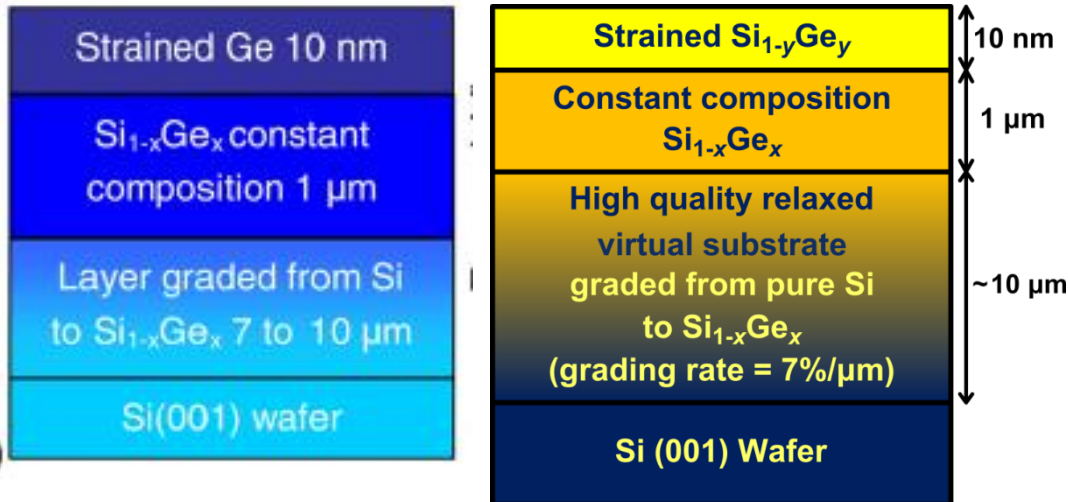 Strained Ge 10 nm
Si1-xGex constant
composition 1 μm
Layer graded from Si
to Si1-xGex 7 to 10 μm
Si(001) wafer
Strained Si1-yGey
10 nm
Constant composition
Si1-xGex
1 μm
High quality relaxed
virtual substrate
graded from pure Si
to Si1-xGex
(grading rate = 7%/μm)
~10 μm
Si (001) Wafer